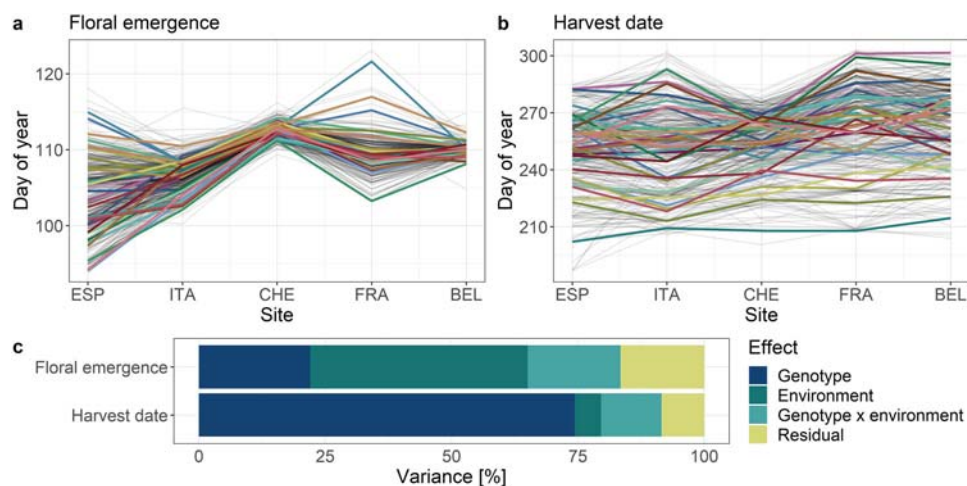 a Floral emergence
Day of year
120
110
100
ESP ITA CHE FRA BEL
Site
b Harvest date
Day of year
300
270
240
210
ESP ITA CHE FRA BEL
Site
c
Floral emergence
Harvest date
0 25 50 75 100
Variance [%]
Effect
Genotype
Environment
Genotype x environment
Residual